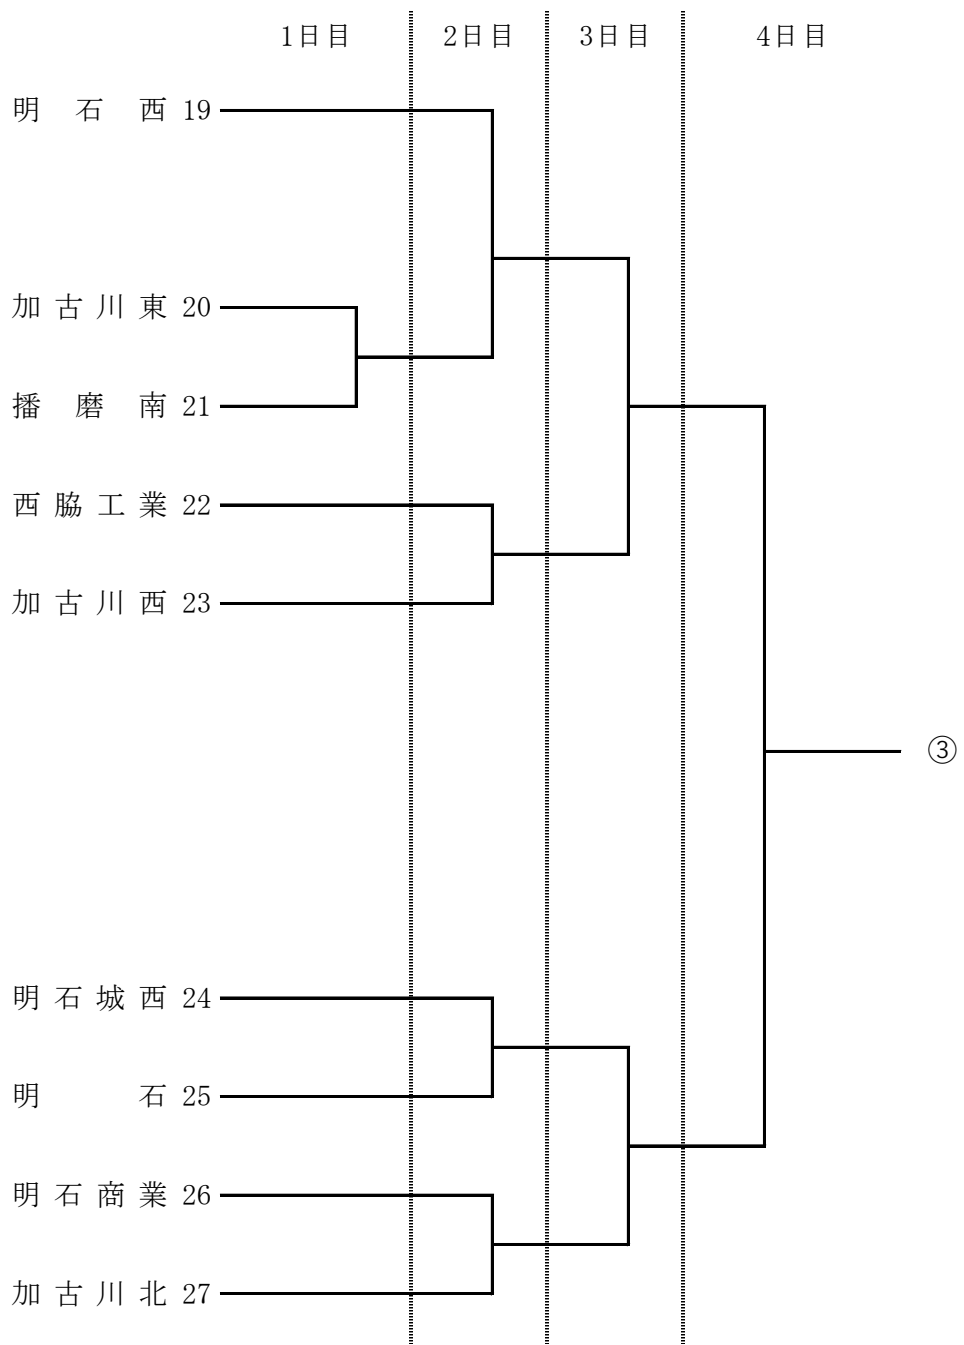 1日目 2日目 3日目 4日目
明石西 19
加古川東 20
播磨南 21
西脇工業 22
加古川西 23
③
明石城西 24
明石 25
明石商業 26
加古川北 27